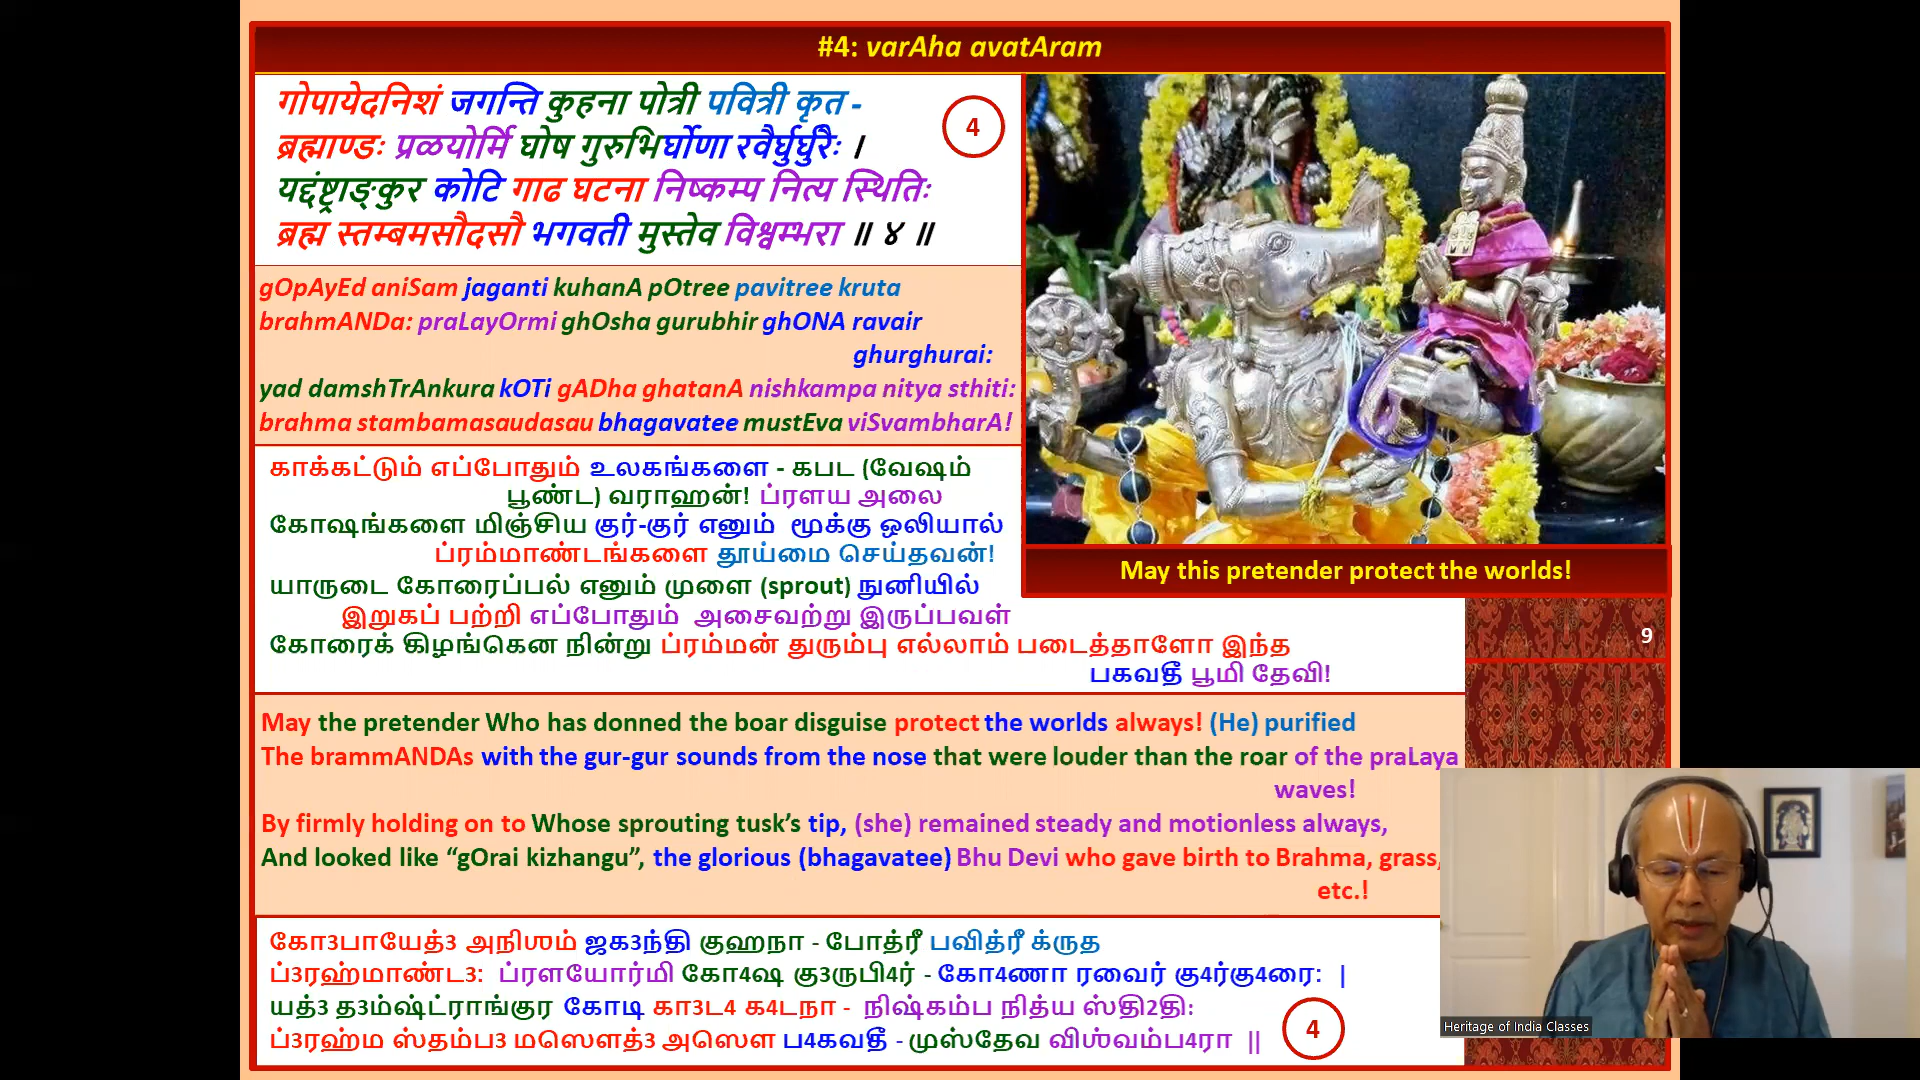 #4: varAha avatAram
गोपायेदनिशं जगन्ति कुहना पोत्री पवित्री कृत -
ब्रह्माण्डः प्रळयोर्मि घोष गुरुभिर्घोणा रवैर्घुर्घुरैः ।
यद्दंष्ट्राङ्कुर कोटि गाढ घटना निष्कम्प नित्य स्थितिः
ब्रह्म स्तम्बमसौदसौ भगवती मुस्तेव विश्वम्भरा ॥ ४ ॥
4
gOpAyEd aniSam jaganti kuhanA pOtree pavitree kruta
brahmANDa: praLayOrmi ghOsha gurubhir ghONA ravair
ghurghurai:
yad damshTrAnkura kOTi gADha ghatanA nishkampa nitya sthiti:
brahma stambamasaudasau bhagavatee mustEva viSvambharA!
காக்கட்டும் எப்போதும் உலகங்களை - கபட (வேஷம்
பூண்ட) வராஹன்! ப்ரளய அலை
கோஷங்களை மிஞ்சிய குர்-குர் எனும் மூக்கு ஒலியால்
ப்ரம்மாண்டங்களை தூய்மை செய்தவன்!
யாருடை கோரைப்பல் எனும் முளை (sprout) நுனியில்
இறுகப் பற்றி எப்போதும் அசைவற்று இருப்பவள்
கோரைக் கிழங்கென நின்று ப்ரம்மன் துரும்பு எல்லாம் படைத்தாளோ இந்த
பகவதீ பூமி தேவி!
May this pretender protect the worlds!
9
May the pretender Who has donned the boar disguise protect the worlds always! (He) purified
The brammANDAs with the gur-gur sounds from the nose that were louder than the roar of the praLaya
waves!
By firmly holding on to Whose sprouting tusk's tip, (she) remained steady and motionless always,
And looked like “gOrai kizhangu”, the glorious (bhagavatee) Bhu Devi who gave birth to Brahma, grass,
etc.!
கோ3பாயேத்3 அநிஶம் ஜக3ந்தி குஹநா - போத்ரீ பவித்ரீ க்ருத
ப்3ரஹ்மாண்ட3: ப்ரளயோர்மி கோ4ஷ கு3ருபி4ர் - கோ4ணா ரவைர் கு4ர்கு4ரை: |
யத்3 த3ம்ஷ்ட்ராங்குர கோடி கா3ட4 க4டநா - நிஷ்கம்ப நித்ய ஸ்தி2தி:
ப்3ரஹ்ம ஸ்தம்ப3 மஸௌத்3 அஸௌ ப4கவதீ - முஸ்தேவ விஶ்வம்ப4ரா ||
4
Heritage of India Classes